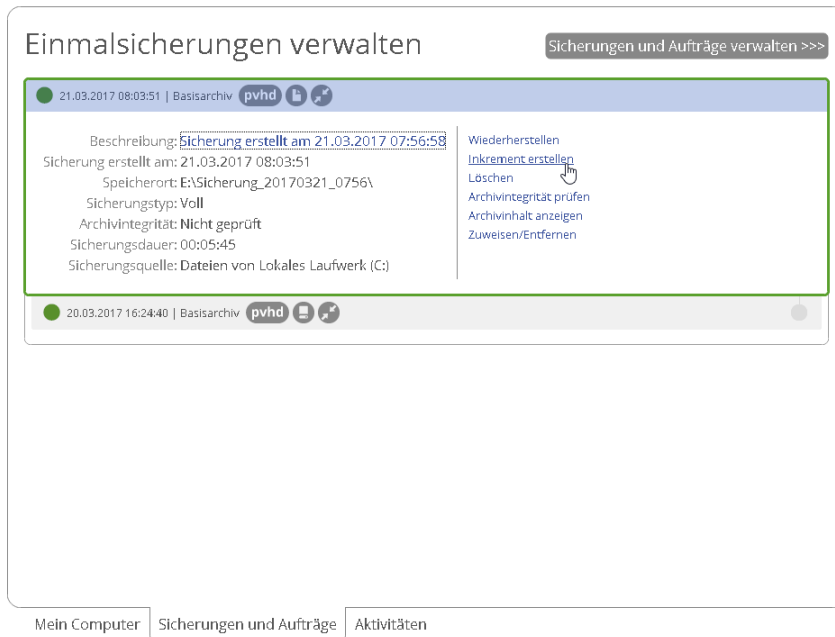 Einmalsicherungen verwalten
Sicherungen und Aufträge verwalten >>>
21.03.2017 08:03:51 | Basisarchiv pvhd
Beschreibung: Sicherung erstellt am 21.03.2017 07:56:58
Sicherung erstellt am: 21.03.2017 08:03:51
Speicherort: E:\Sicherung_20170321_0756\
Sicherungstyp: Voll
Archivintegrität: Nicht geprüft
Sicherungsdauer: 00:05:45
Sicherungsquelle: Dateien von Lokales Laufwerk (C:)
Wiederherstellen
Inkrement erstellen
Löschen
Archivintegrität prüfen
Archivinhalt anzeigen
Zuweisen/Entfernen
20.03.2017 16:24:40 | Basisarchiv pvhd
Mein Computer
Sicherungen und Aufträge
Aktivitäten